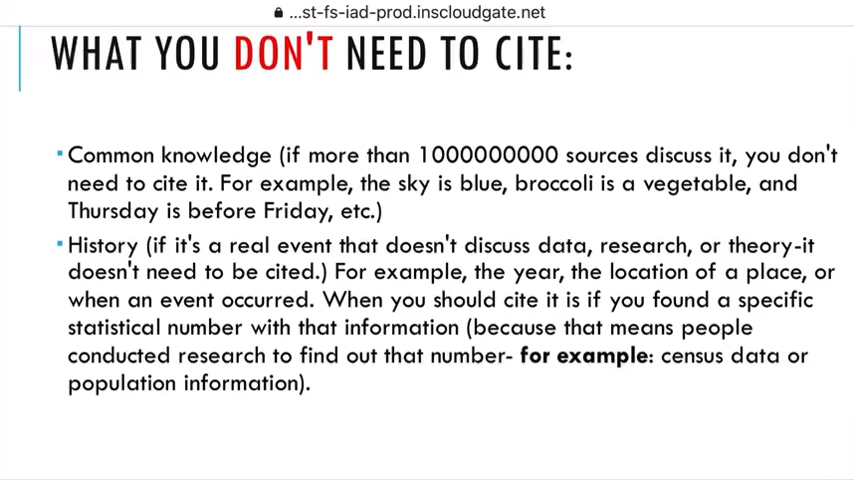 ...st-fs-iad-prod.inscloudgate.net
WHAT YOU DON'T NEED TO CITE:
▪ Common knowledge (if more than 1000000000 sources discuss it, you don't
need to cite it. For example, the sky is blue, broccoli is a vegetable, and
Thursday is before Friday, etc.)
▪ History (if it's a real event that doesn't discuss data, research, or theory-it
doesn't need to be cited.) For example, the year, the location of a place, or
when an event occurred. When you should cite it is if you found a specific
statistical number with that information (because that means people
conducted research to find out that number- for example: census data or
population information).